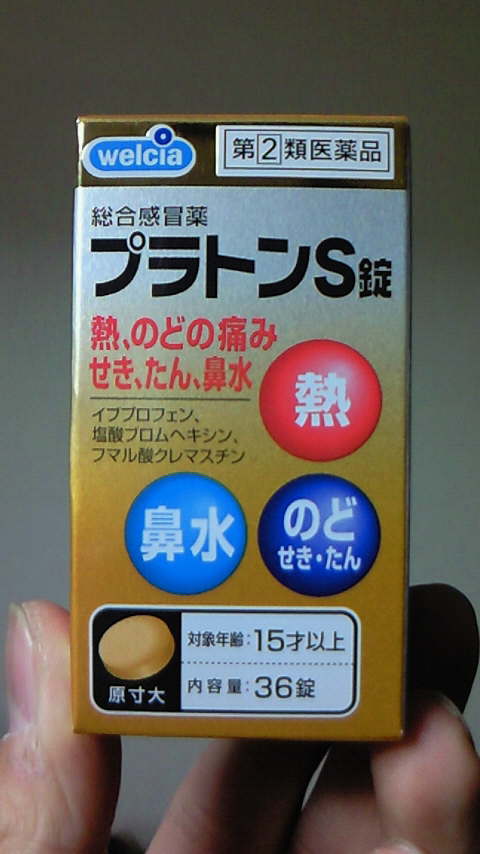 welcia
第②類医薬品
総合感冒薬
プラトンS錠
熱、のどの痛み
せき、たん、鼻水
イブプロフェン、
塩酸ブロムヘキシン、
フマル酸クレマスチン
熱
鼻水
のど
せき・たん
原寸大
対象年齢:15才以上
内容量:36錠